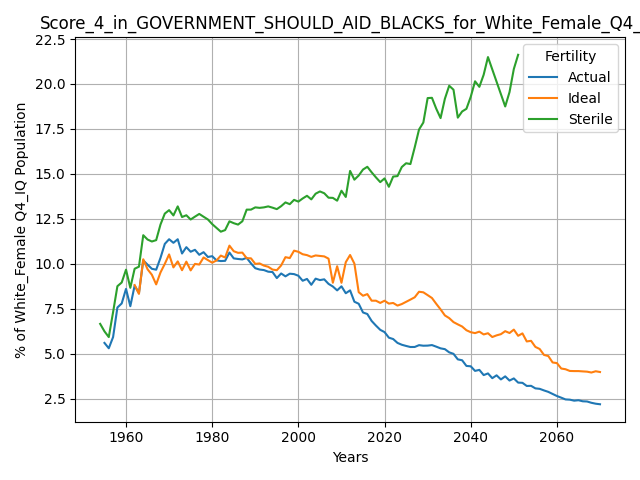 Score_4_in_GOVERNMENT_SHOULD_AID_BLACKS_for_White_Female_Q4_
22.5
20.0
17.5
15.0
12.5
10.0
7.5
5.0
2.5
% of White_Female Q4_IQ Population
Fertility
Actual
Ideal
Sterile
1960
1980
2000
2020
2040
2060
Years